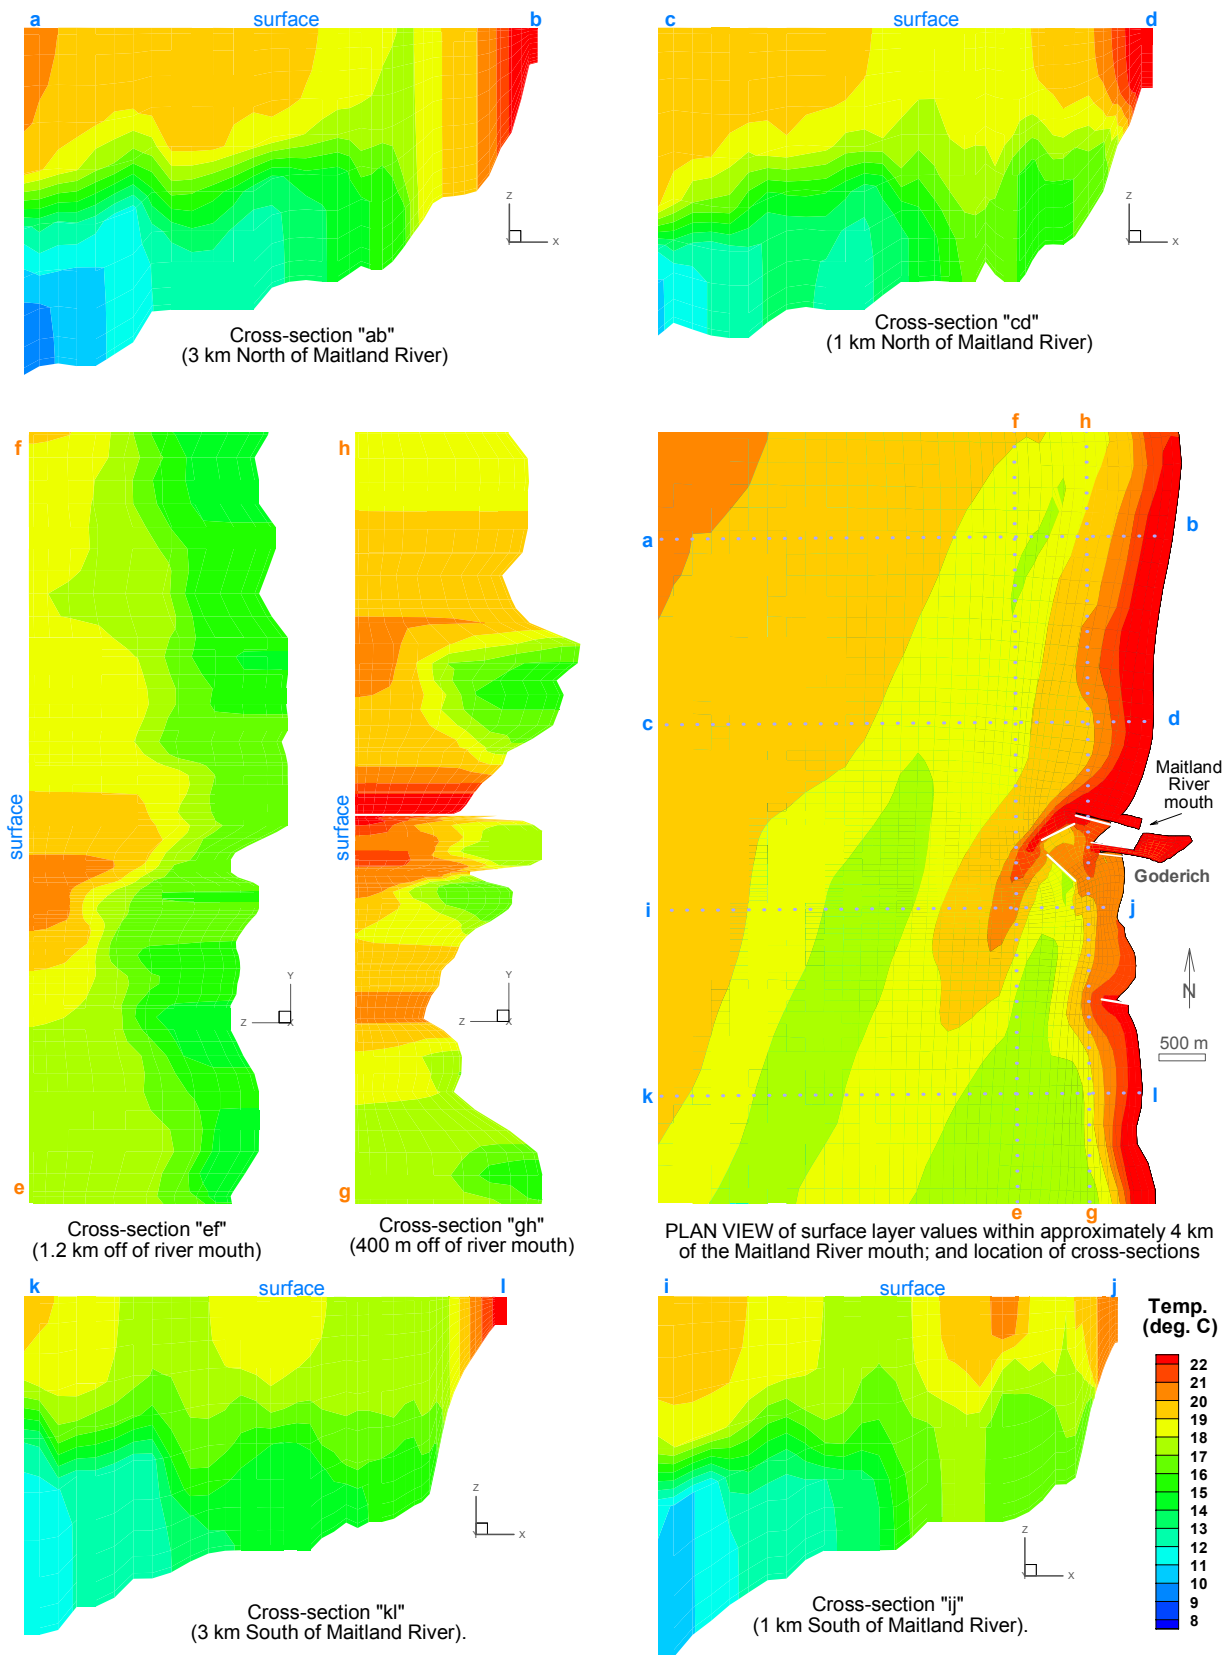 a surface b
c surface d
Z
X
Y
Cross-section "ab"
(3 km North of Maitland River)
Z
X
Y
Cross-section "cd"
(1 km North of Maitland River)
f
surface
e
Y
Z
X
Cross-section "ef"
(1.2 km off of river mouth)
h
surface
g
Y
Z
X
Cross-section "gh"
(400 m off of river mouth)
f h
a b
c d
Maitland
River
mouth
Goderich
i j
N
500 m
k l
e g
PLAN VIEW of surface layer values within approximately 4 km
of the Maitland River mouth; and location of cross-sections
k surface l
Z
X
Y
Cross-section "kl"
(3 km South of Maitland River).
i surface j
Z
X
Y
Cross-section "ij"
(1 km South of Maitland River).
Temp.
(deg. C)
22
21
20
19
18
17
16
15
14
13
12
11
10
9
8